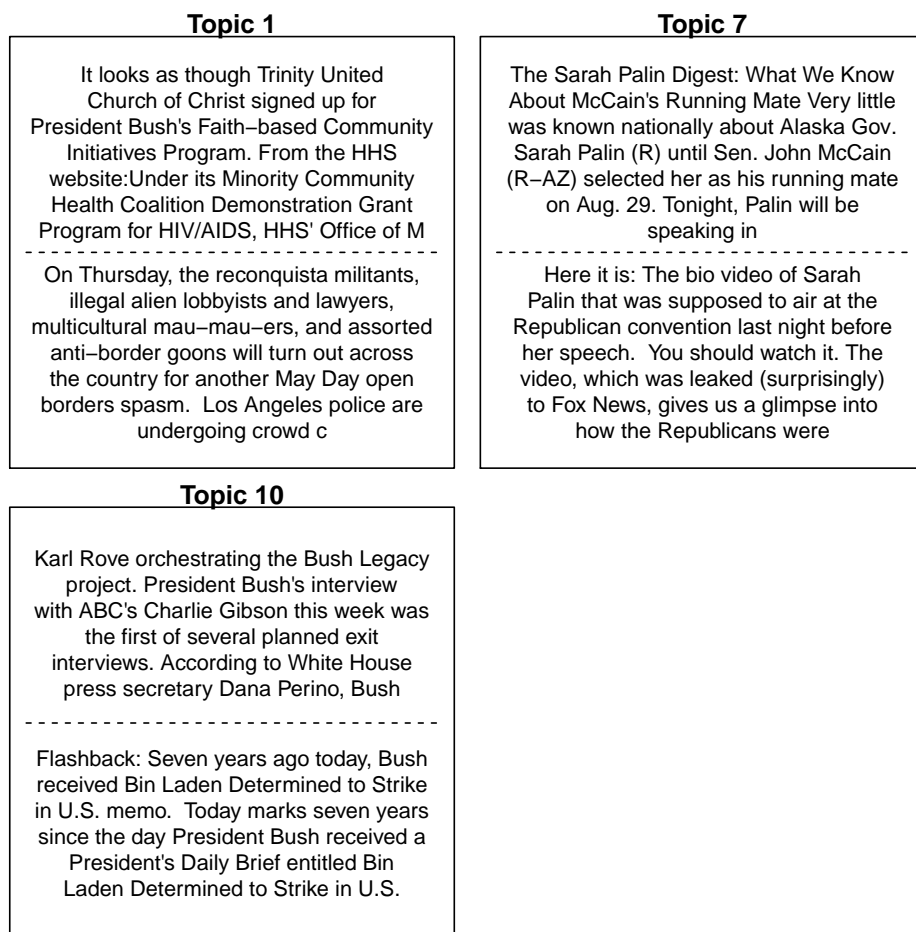 Topic 1
It looks as though Trinity United
Church of Christ signed up for
President Bush's Faith−based Community
Initiatives Program. From the HHS
website:Under its Minority Community
Health Coalition Demonstration Grant
Program for HIV/AIDS, HHS' Office of M
On Thursday, the reconquista militants,
illegal alien lobbyists and lawyers,
multicultural mau−mau−ers, and assorted
anti−border goons will turn out across
the country for another May Day open
borders spasm.  Los Angeles police are
undergoing crowd c
Topic 7
The Sarah Palin Digest: What We Know
About McCain's Running Mate Very little
was known nationally about Alaska Gov.
Sarah Palin (R) until Sen. John McCain
(R−AZ) selected her as his running mate
on Aug. 29. Tonight, Palin will be
speaking in
Here it is: The bio video of Sarah
Palin that was supposed to air at the
Republican convention last night before
her speech.  You should watch it. The
video, which was leaked (surprisingly)
to Fox News, gives us a glimpse into
how the Republicans were
Topic 10
Karl Rove orchestrating the Bush Legacy
project. President Bush's interview
with ABC's Charlie Gibson this week was
the first of several planned exit
interviews. According to White House
press secretary Dana Perino, Bush
Flashback: Seven years ago today, Bush
received Bin Laden Determined to Strike
in U.S. memo.  Today marks seven years
since the day President Bush received a
President's Daily Brief entitled Bin
Laden Determined to Strike in U.S.